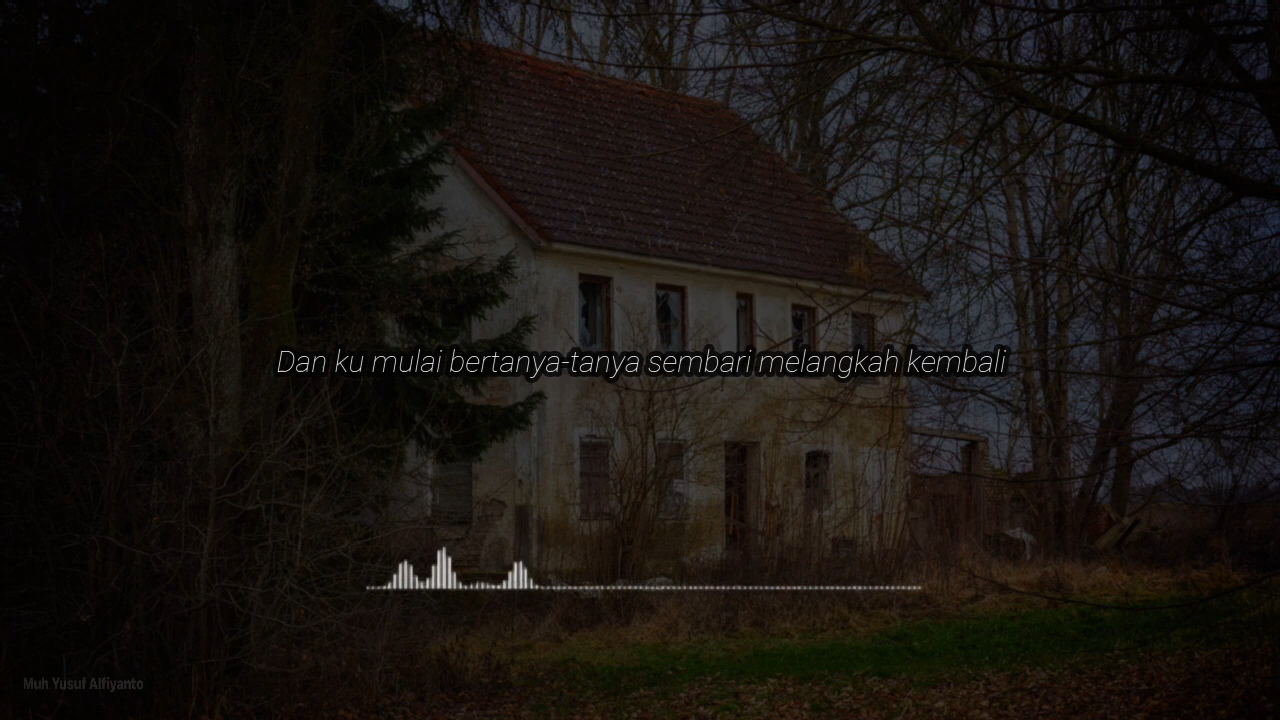 Dan ku mulai bertanya-tanya sembari melangkah kembali
Muh Yusuf Alfiyanto